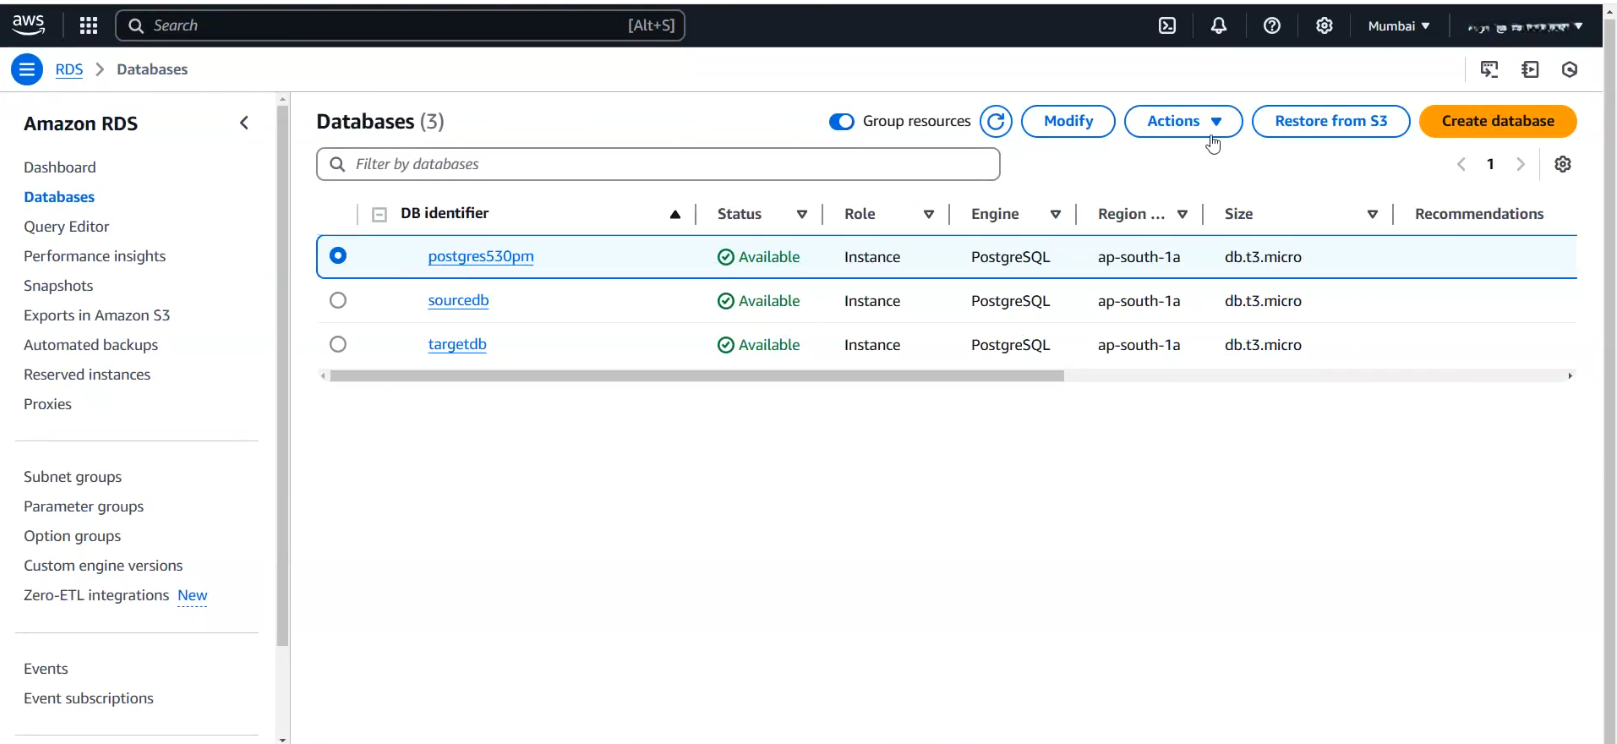 aws Search [Alt+S] Mumbai
RDS Databases
Amazon RDS
Dashboard
Databases
Query Editor
Performance insights
Snapshots
Exports in Amazon S3
Automated backups
Reserved instances
Proxies
Subnet groups
Parameter groups
Option groups
Custom engine versions
Zero-ETL integrations New
Events
Event subscriptions
Databases (3) Group resources Modify Actions Restore from S3 Create database
Filter by databases 1
DB identifier Status Role Engine Region ... Size Recommendations
postgres530pm Available Instance PostgreSQL ap-south-1a db.t3.micro
sourcedb Available Instance PostgreSQL ap-south-1a db.t3.micro
targetdb Available Instance PostgreSQL ap-south-1a db.t3.micro